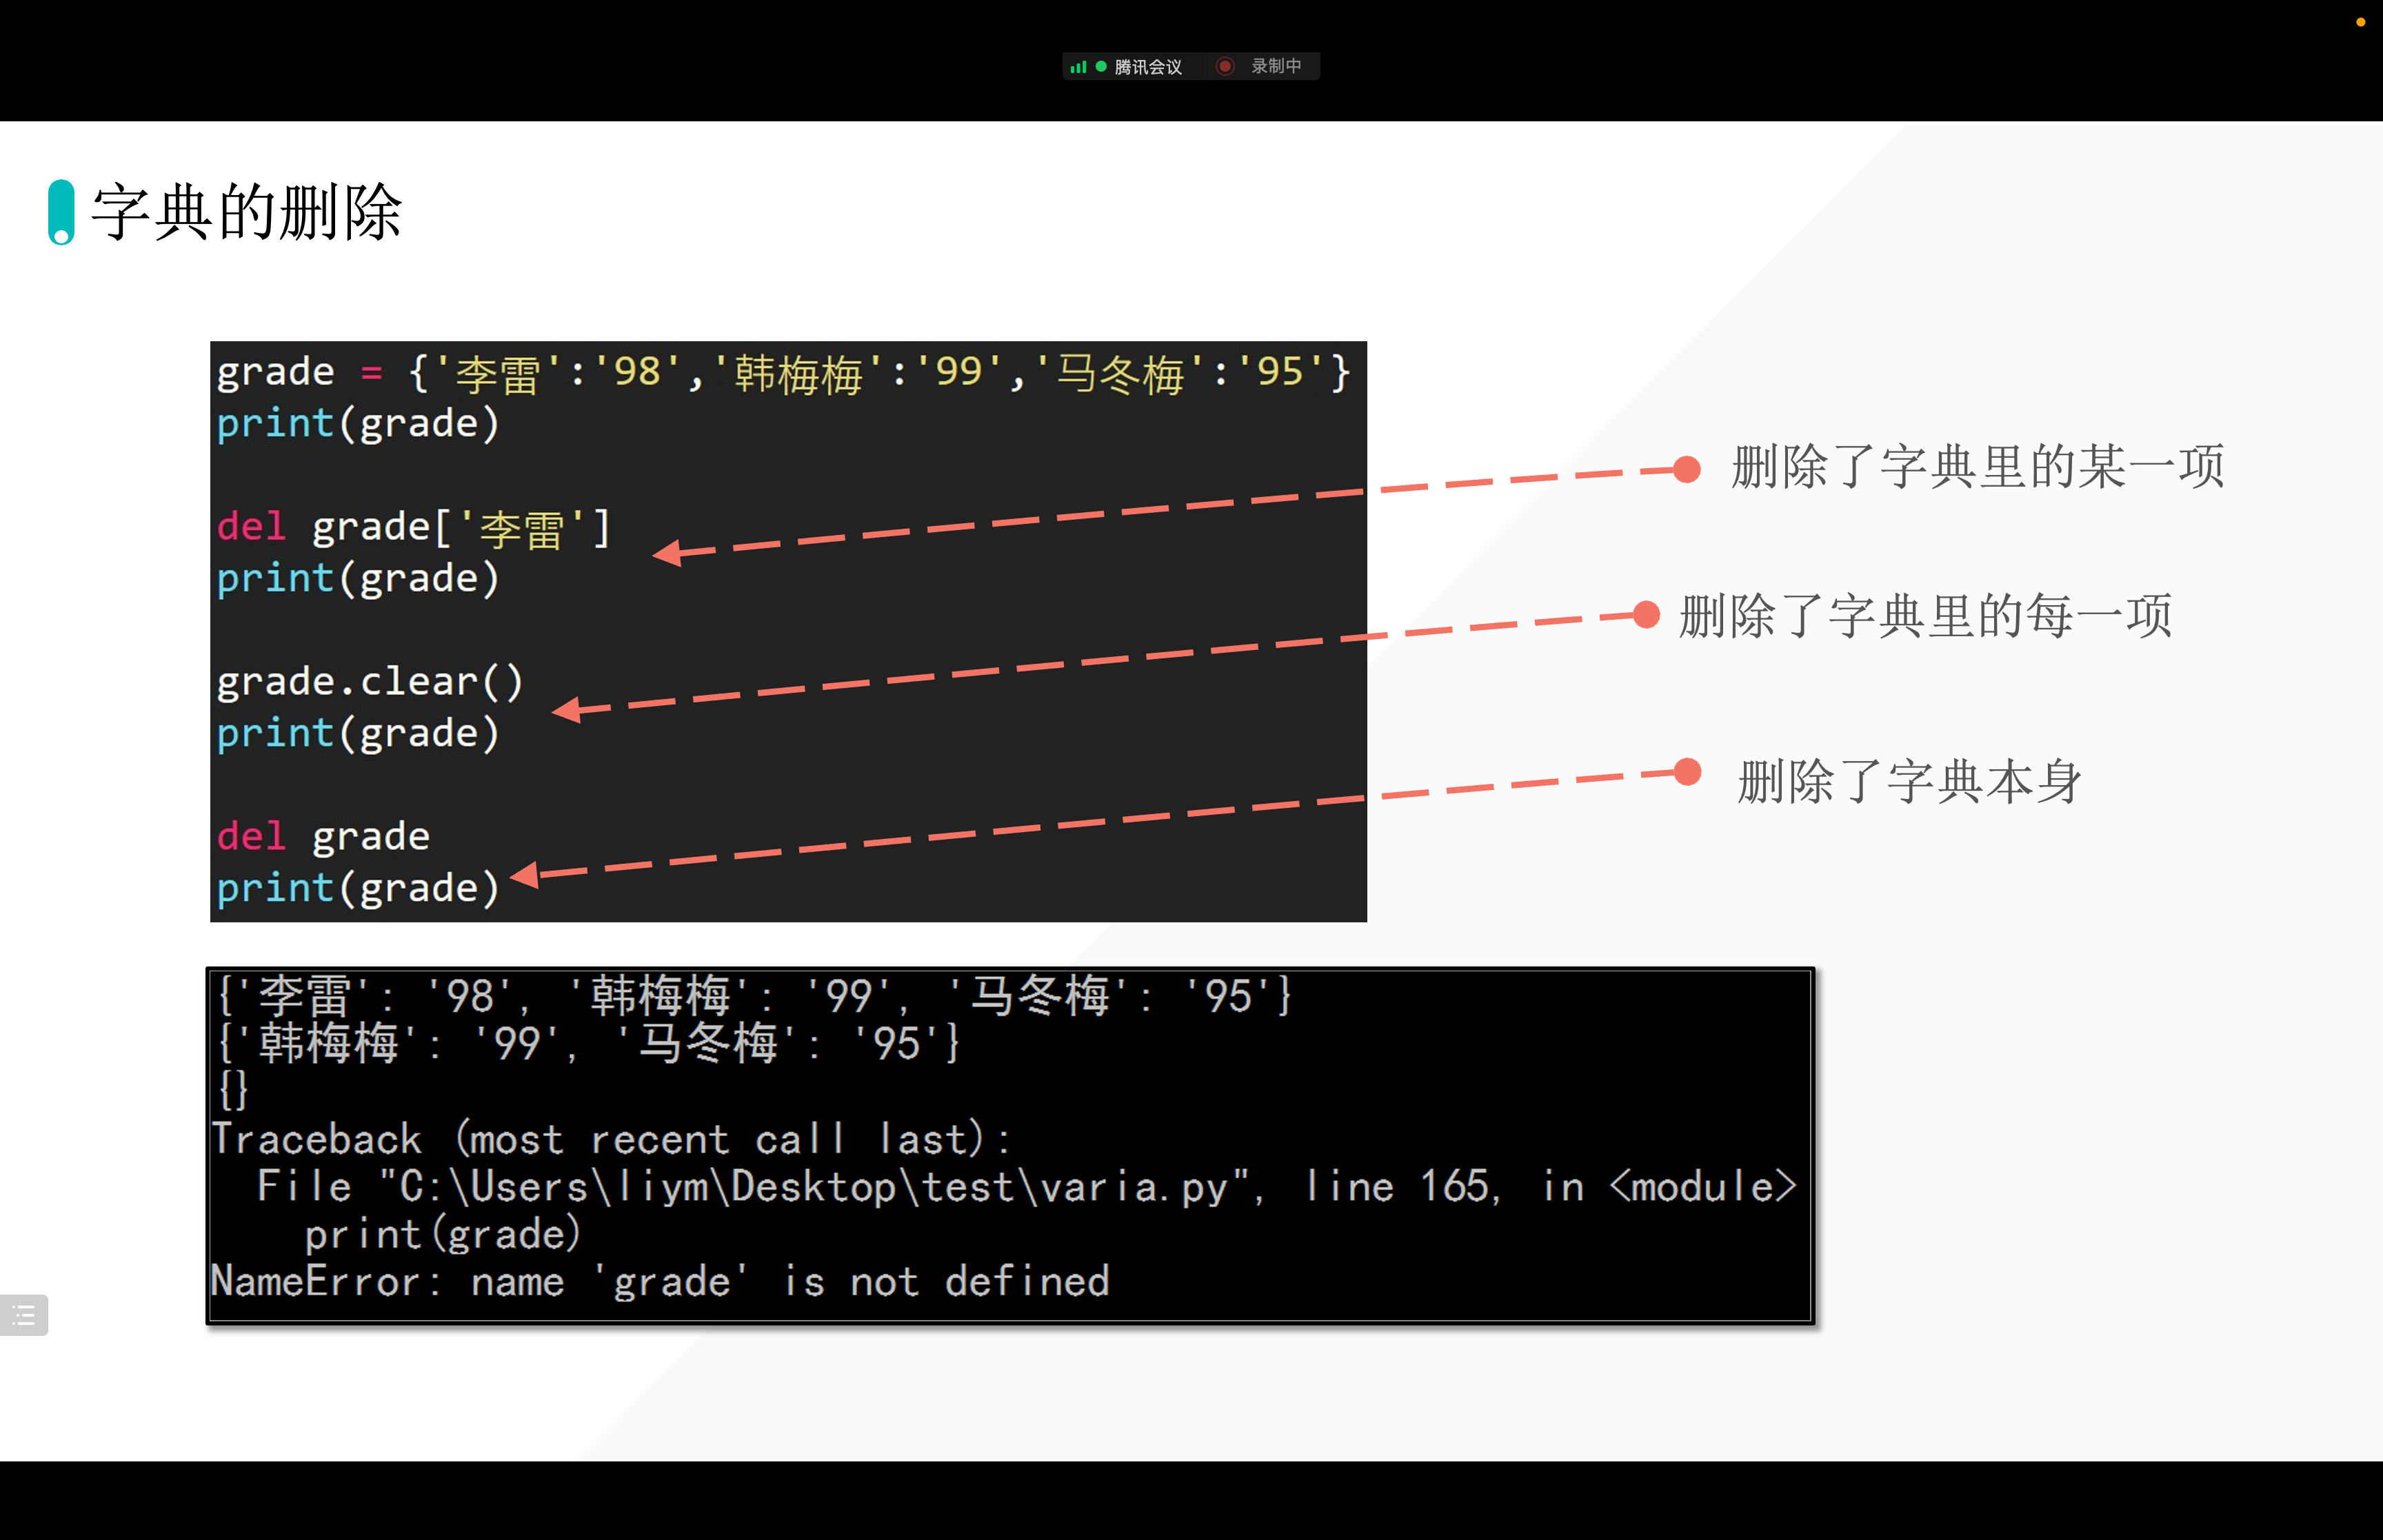 腾讯会议 录制中
字典的删除
grade = {'李雷':'98','韩梅梅':'99','马冬梅':'95'}
print(grade)
del grade['李雷']
print(grade)
grade.clear()
print(grade)
del grade
print(grade)
删除了字典里的某一项
删除了字典里的每一项
删除了字典本身
{'李雷': '98', '韩梅梅': '99', '马冬梅': '95'}
{'韩梅梅': '99', '马冬梅': '95'}
{}
Traceback (most recent call last):
  File "C:\Users\liym\Desktop\test\varia.py", line 165, in <module>
    print(grade)
NameError: name 'grade' is not defined